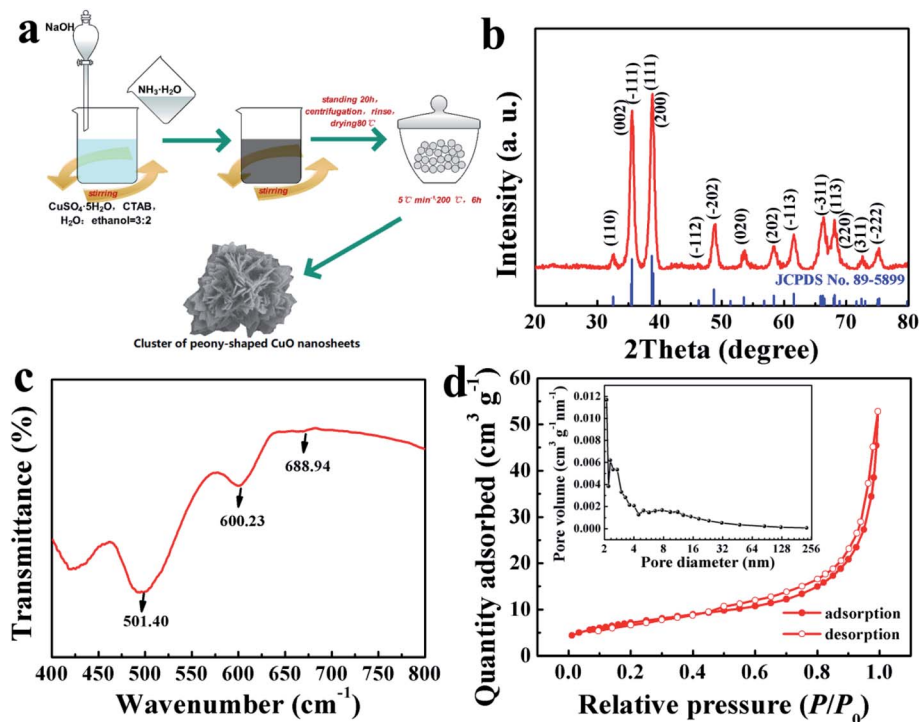 a
NaOH
NH₃·H₂O
stirring
CuSO₄·5H₂O, CTAB,
H₂O: ethanol=3:2
stirring
standing 20h,
centrifugation, rinse,
drying80℃
5℃ min⁻¹200 ℃, 6h
Cluster of peony-shaped CuO nanosheets
b
Intensity (a. u.)
(110)
(002)
(-111)
(111)
(200)
(-112)
(-202)
(020)
(202)
(-113)
(-311)
(113)
(220)
(311)
(-222)
JCPDS No. 89-5899
20 30 40 50 60 70 80
2Theta (degree)
c
Transmittance (%)
501.40
600.23
688.94
400 450 500 550 600 650 700 750 800
Wavenumber (cm⁻¹)
d
Quantity adsorbed (cm³ g⁻¹)
60
50
40
30
20
10
0
Pore volume (cm³ g⁻¹nm⁻¹)
0.012
0.010
0.008
0.006
0.004
0.002
0.000
2 4 8 16 32 64 128 256
Pore diameter (nm)
adsorption
desorption
0.0 0.2 0.4 0.6 0.8 1.0
Relative pressure (P/P₀)